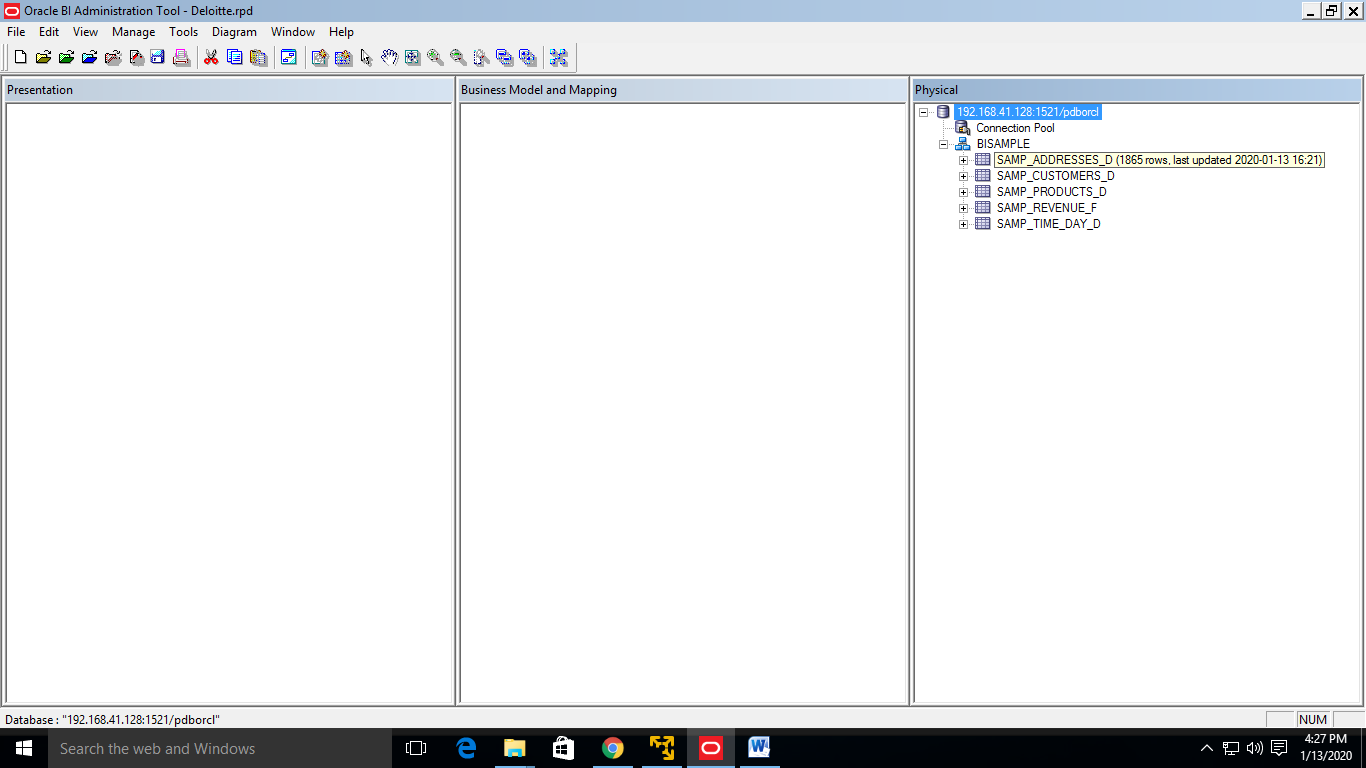 Oracle BI Administration Tool - Deloitte.rpd
File Edit View Manage Tools Diagram Window Help
Presentation
Business Model and Mapping
Physical
192.168.41.128:1521/pdborcl
Connection Pool
BISAMPLE
SAMP_ADDRESSES_D (1865 rows, last updated 2020-01-13 16:21)
SAMP_CUSTOMERS_D
SAMP_PRODUCTS_D
SAMP_REVENUE_F
SAMP_TIME_DAY_D
Database : "192.168.41.128:1521/pdborcl"
NUM
Search the web and Windows
4:27 PM
1/13/2020